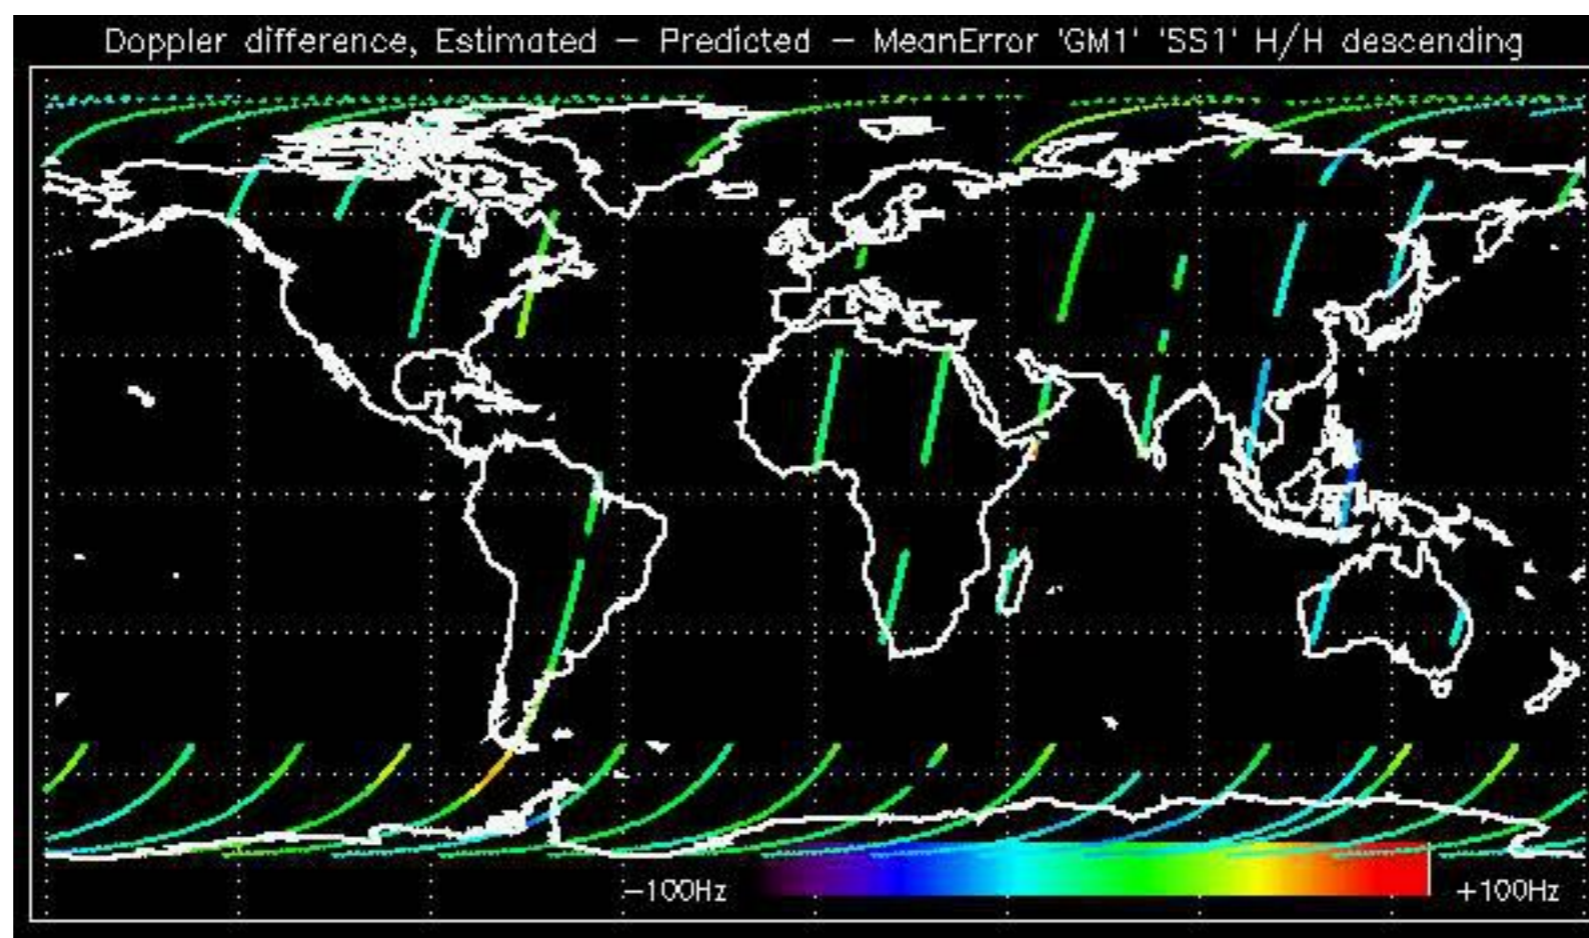 Doppler difference, Estimated – Predicted – MeanError 'GM1' 'SS1' H/H descending
–100Hz
+100Hz